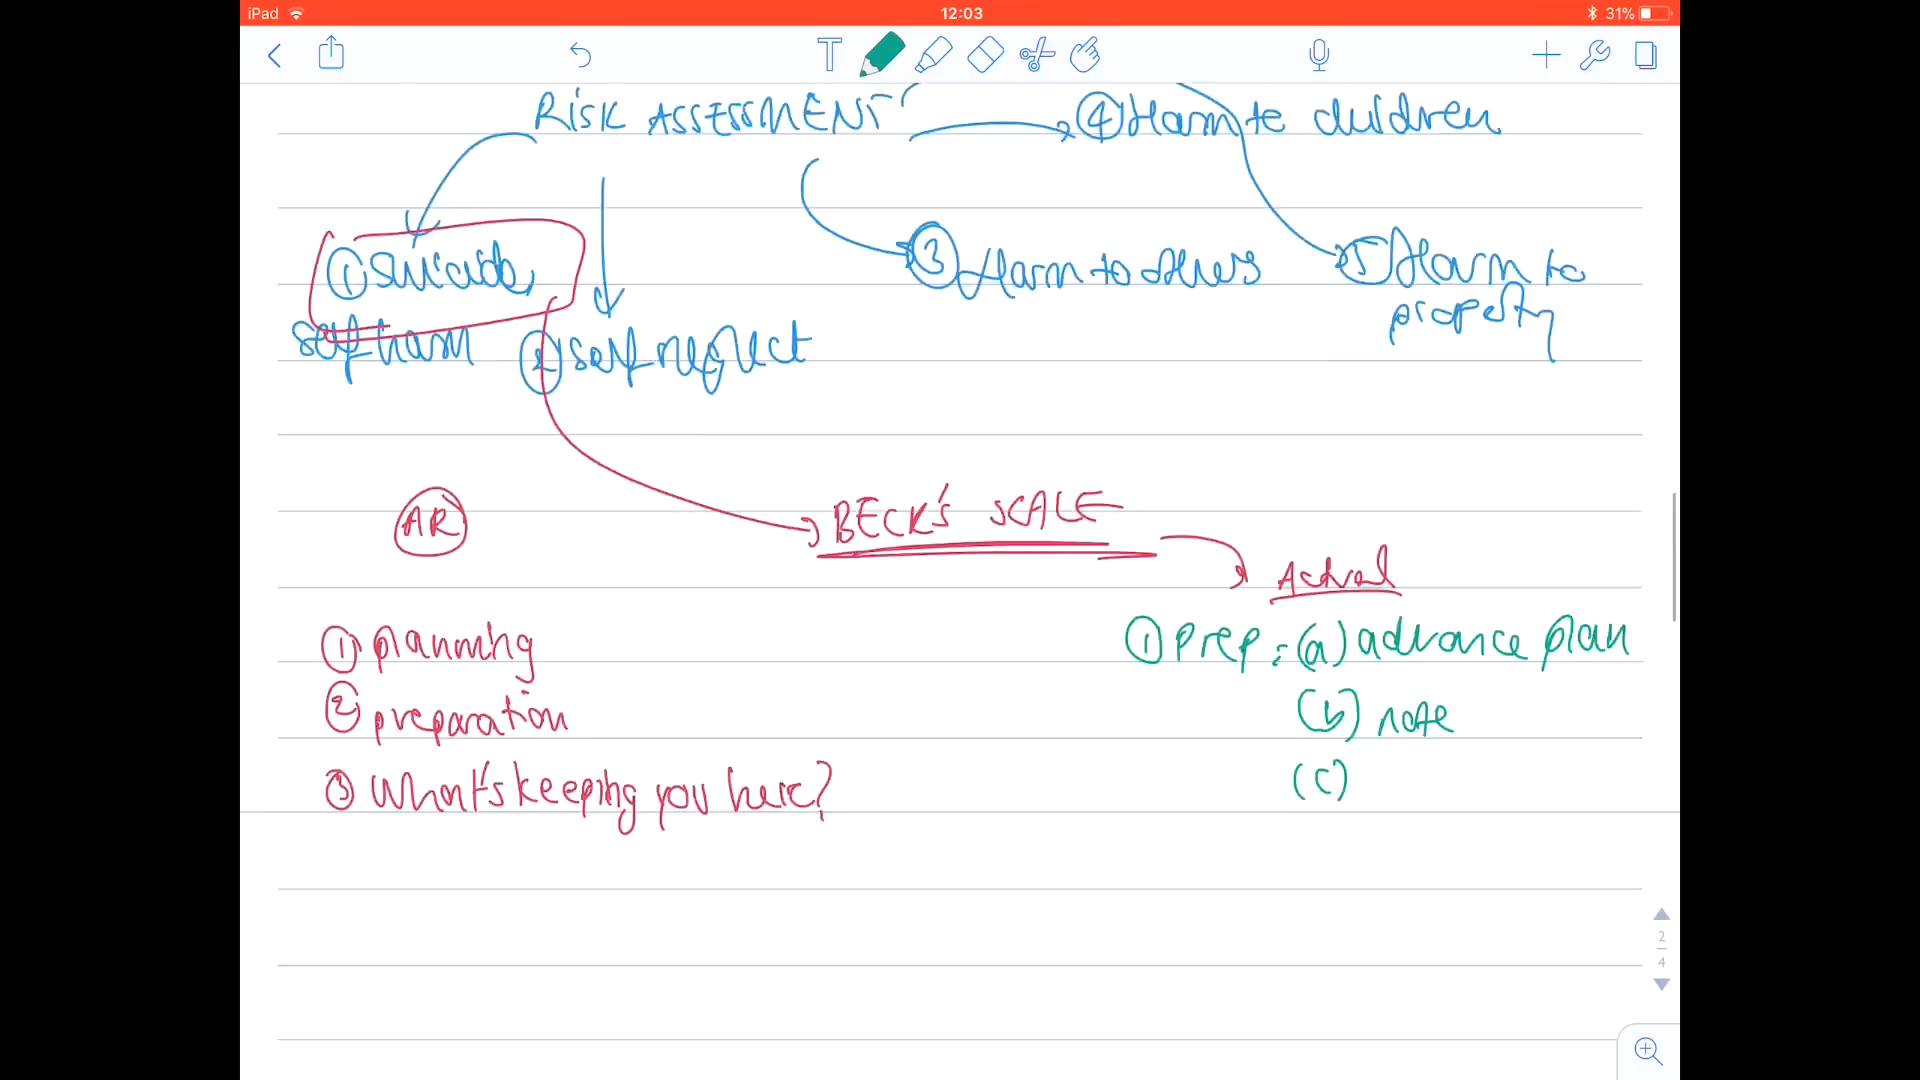 iPad
12:03
31%
T
RISK ASSESSMENT
④ Harm to children
① suicide,
self harm
② self neglect
③ Harm to others
⑤ Harm to
property
AR
BECK'S SCALE
Actual
① planning
② preparation
③ What's keeping you here?
① Prep : (a) advance plan
(b) note
(c)
2
4